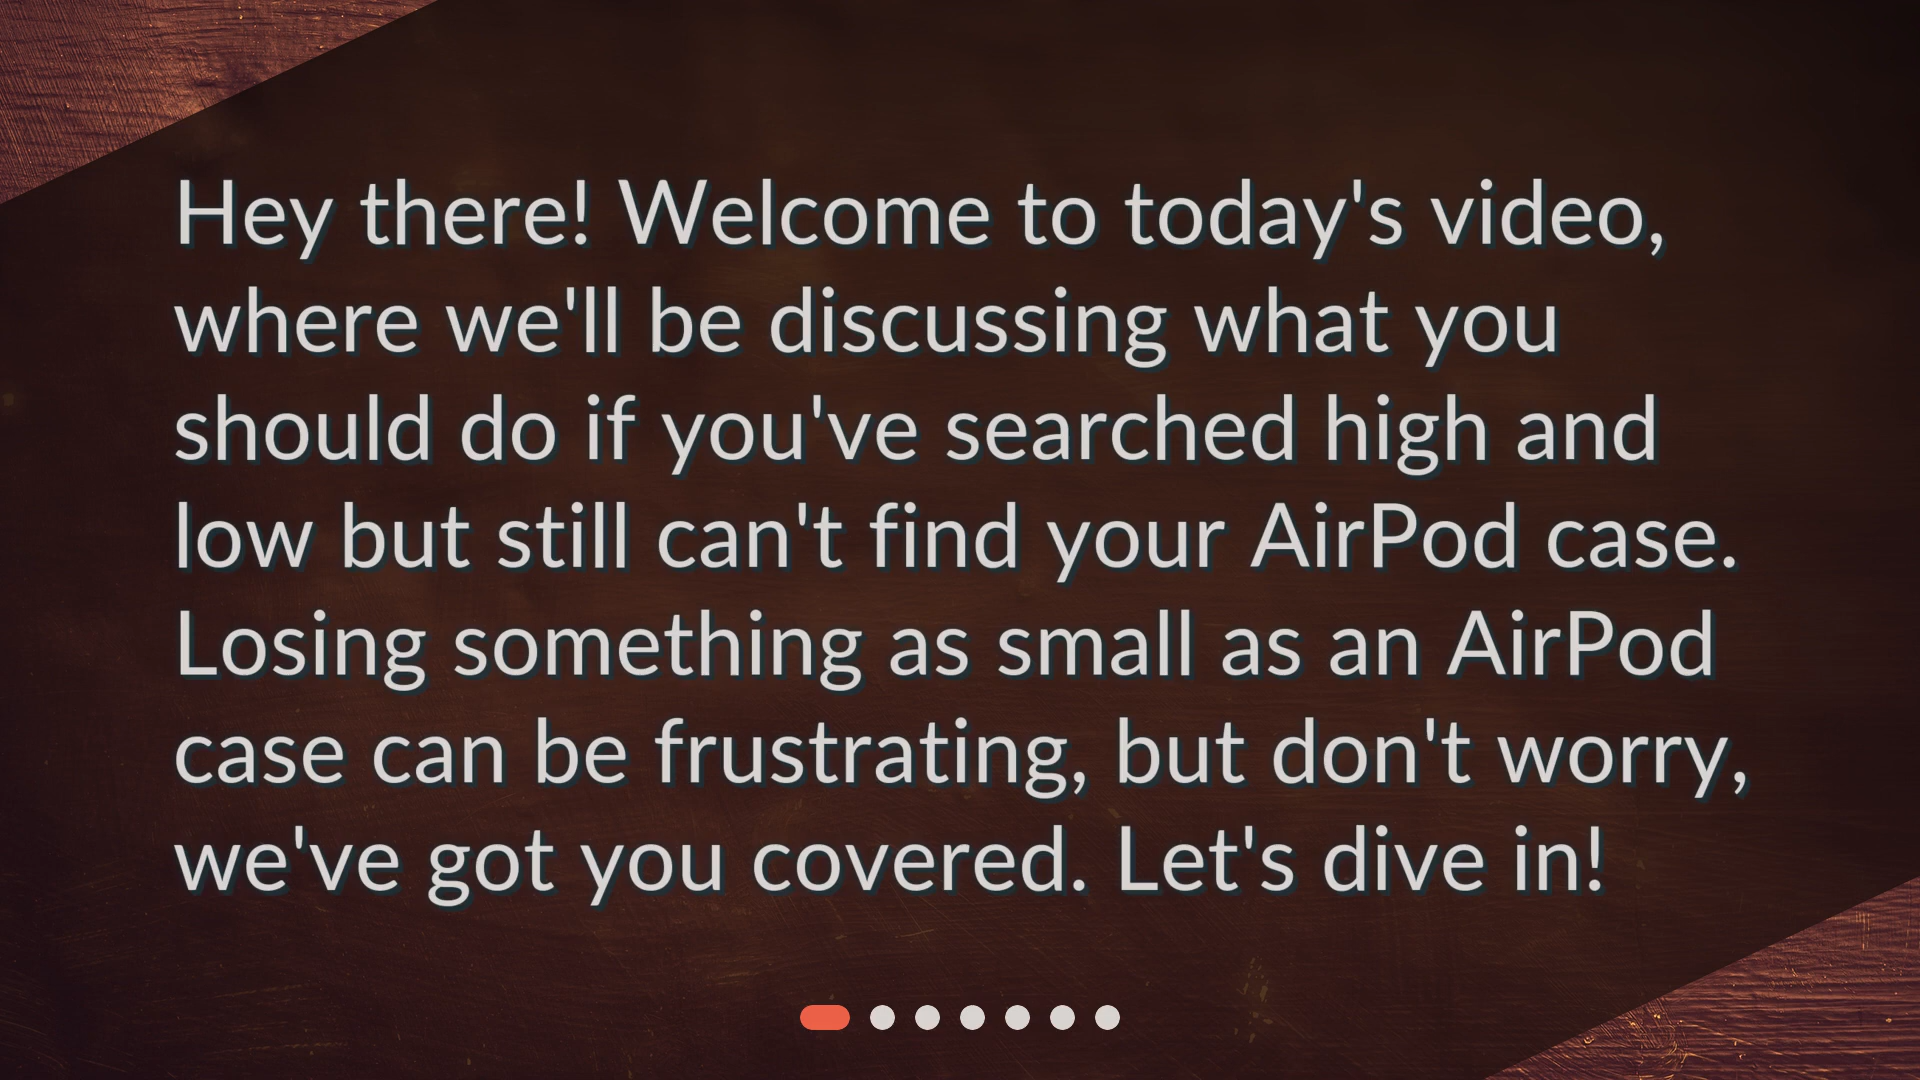 Hey there! Welcome to today's video,
where we'll be discussing what you
should do if you've searched high and
low but still can't find your AirPod case.
Losing something as small as an AirPod
case can be frustrating, but don't worry,
we've got you covered. Let's dive in!